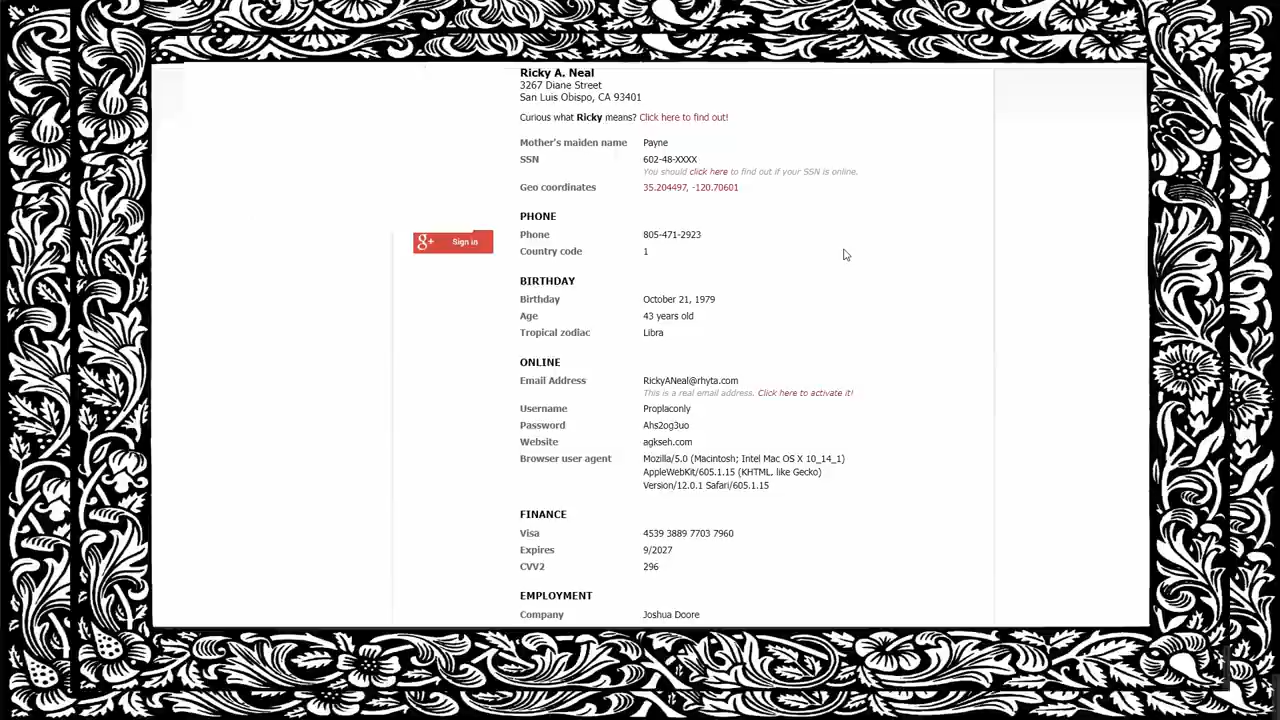 Ricky A. Neal
3267 Diane Street
San Luis Obispo, CA 93401
Curious what Ricky means? Click here to find out!
Mother's maiden name Payne
SSN 602-48-XXXX
You should click here to find out if your SSN is online.
Geo coordinates 35.204497, -120.70601
PHONE
Phone 805-471-2923
g+ Sign in
Country code 1
BIRTHDAY
Birthday October 21, 1979
Age 43 years old
Tropical zodiac Libra
ONLINE
Email Address RickyANeal@rhyta.com
This is a real email address. Click here to activate it!
Username Proplaconly
Password Ahs2og3uo
Website agkseh.com
Browser user agent Mozilla/5.0 (Macintosh; Intel Mac OS X 10_14_1)
AppleWebKit/605.1.15 (KHTML, like Gecko)
Version/12.0.1 Safari/605.1.15
FINANCE
Visa 4539 3889 7703 7960
Expires 9/2027
CVV2 296
EMPLOYMENT
Company Joshua Doore